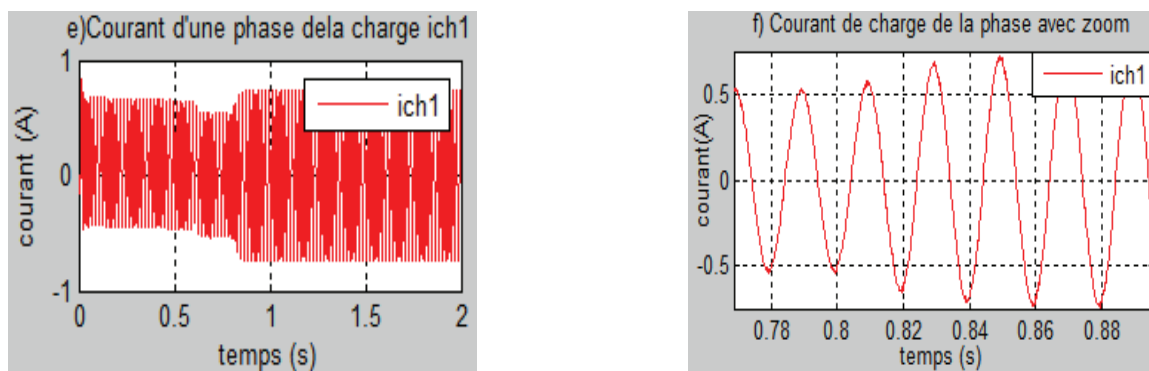 e)Courant d'une phase dela charge ich1
1
0
-1
courant (A)
ich1
0
0.5
1
1.5
2
temps (s)
f) Courant de charge de la phase avec zoom
0.5
0
-0.5
courant(A)
ich1
0.78
0.8
0.82
0.84
0.86
0.88
temps (s)